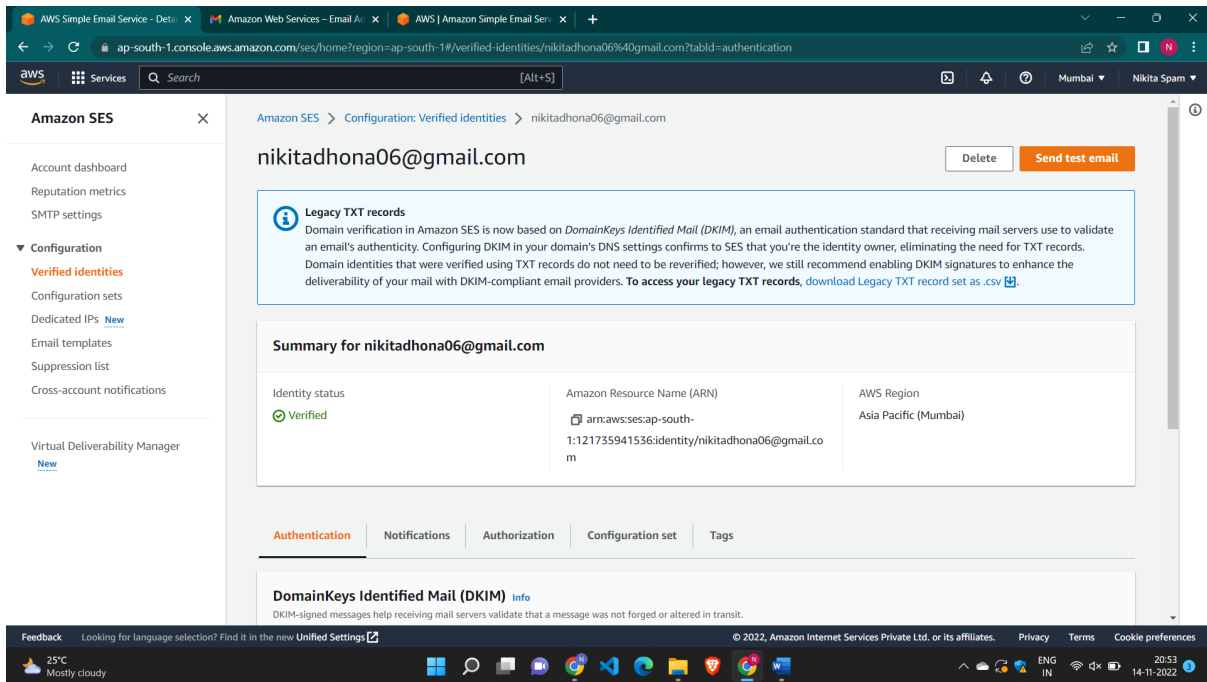 AWS Simple Email Service - Detai
Amazon Web Services – Email Ad
AWS | Amazon Simple Email Serv
ap-south-1.console.aws.amazon.com/ses/home?region=ap-south-1#/verified-identities/nikitadhona06%40gmail.com?tabId=authentication
N
aws
Services
Search
[Alt+S]
Mumbai
Nikita Spam
Amazon SES
Account dashboard
Reputation metrics
SMTP settings
Configuration
Verified identities
Configuration sets
Dedicated IPs New
Email templates
Suppression list
Cross-account notifications
Virtual Deliverability Manager
New
Amazon SES > Configuration: Verified identities > nikitadhona06@gmail.com
nikitadhona06@gmail.com
Delete
Send test email
Legacy TXT records
Domain verification in Amazon SES is now based on DomainKeys Identified Mail (DKIM), an email authentication standard that receiving mail servers use to validate
an email's authenticity. Configuring DKIM in your domain's DNS settings confirms to SES that you're the identity owner, eliminating the need for TXT records.
Domain identities that were verified using TXT records do not need to be reverified; however, we still recommend enabling DKIM signatures to enhance the
deliverability of your mail with DKIM-compliant email providers. To access your legacy TXT records, download Legacy TXT record set as .csv.
Summary for nikitadhona06@gmail.com
Identity status
Verified
Amazon Resource Name (ARN)
arn:aws:ses:ap-south-
1:121735941536:identity/nikitadhona06@gmail.co
m
AWS Region
Asia Pacific (Mumbai)
Authentication
Notifications
Authorization
Configuration set
Tags
DomainKeys Identified Mail (DKIM) Info
DKIM-signed messages help receiving mail servers validate that a message was not forged or altered in transit.
Feedback
Looking for language selection? Find it in the new Unified Settings
© 2022, Amazon Internet Services Private Ltd. or its affiliates.
Privacy
Terms
Cookie preferences
25°C
Mostly cloudy
ENG
IN
20:53
14-11-2022
3